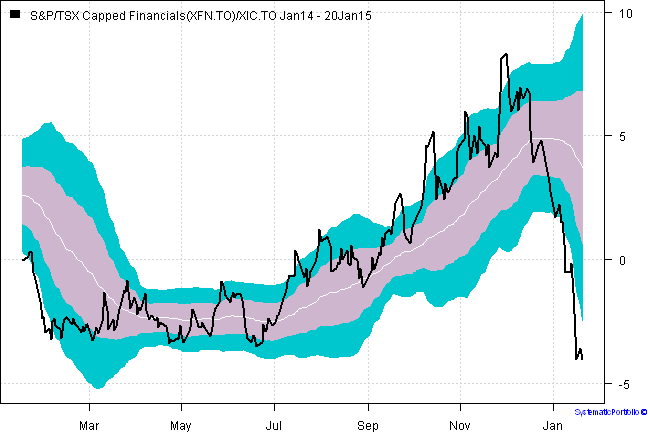 S&P/TSX Capped Financials(XFN.TO)/XIC.TO Jan14 - 20Jan15
10
5
0
-5
Mar May Jul Sep Nov Jan
SystematicPortfolio ©